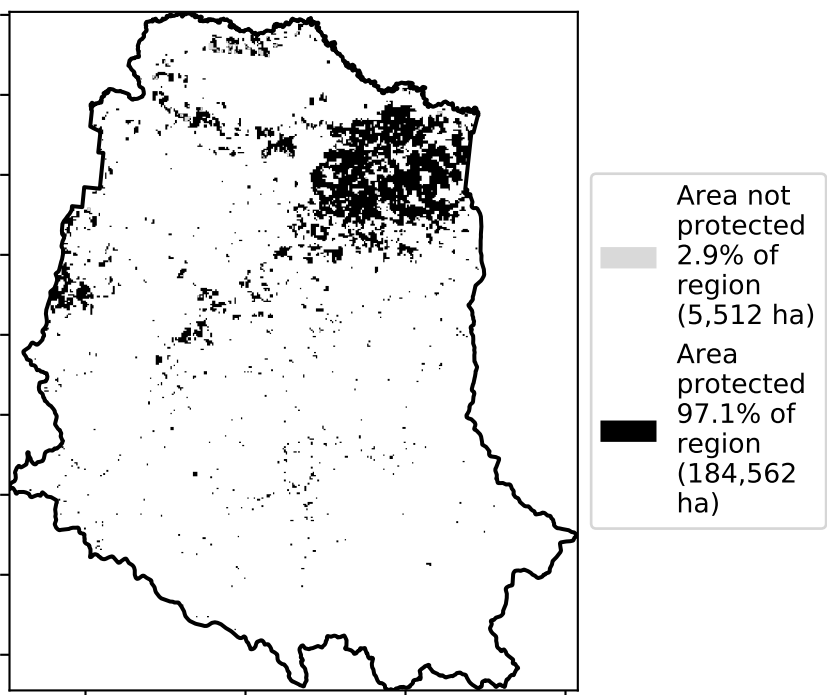 Area not
protected
2.9% of
region
(5,512 ha)
Area
protected
97.1% of
region
(184,562
ha)